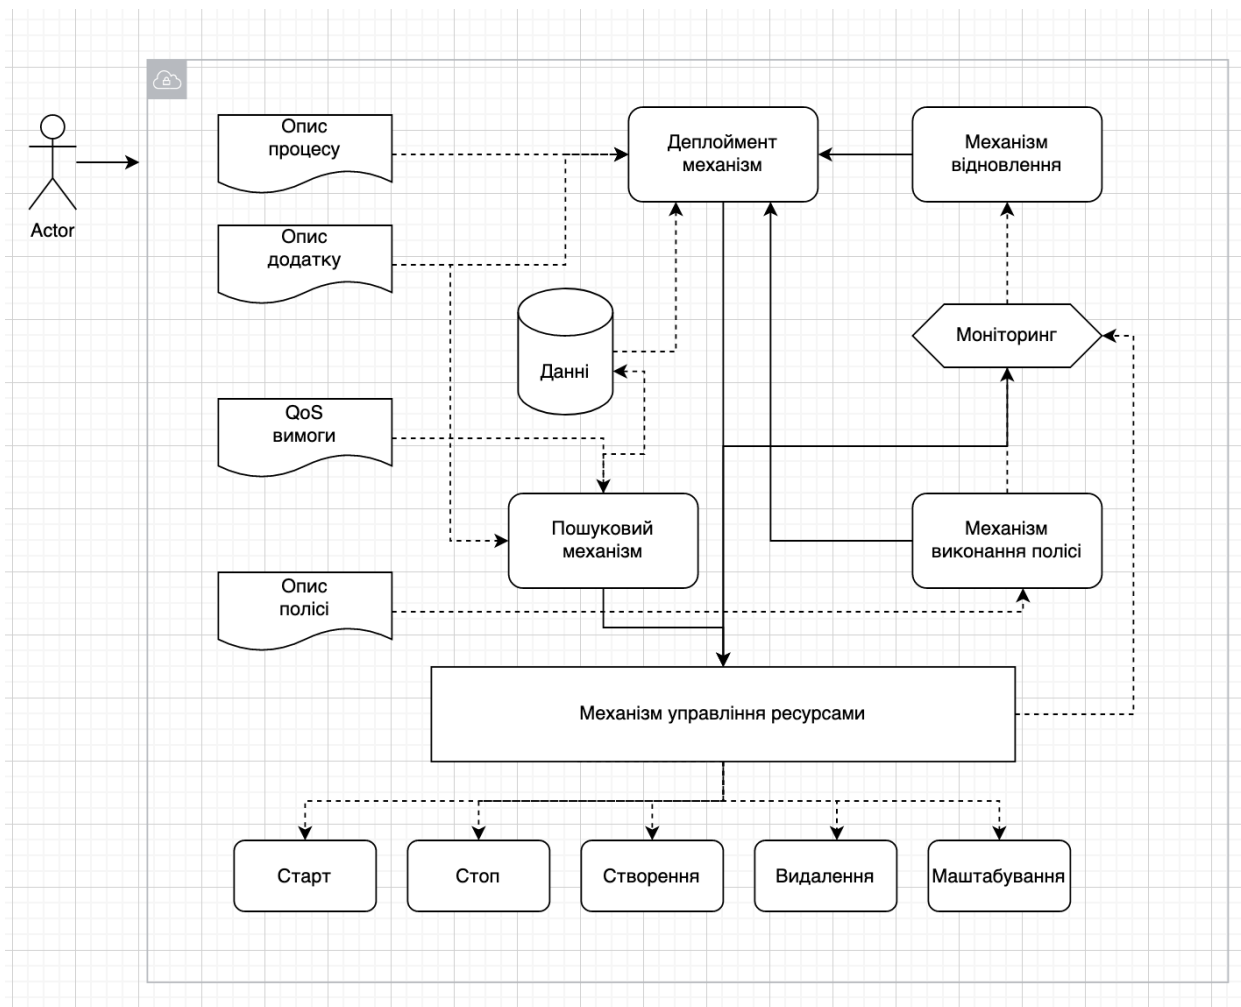 Опис
процесу
Деплоймент
механізм
Механізм
відновлення
Actor
Опис
додатку
Данні
Моніторинг
QoS
вимоги
Пошуковий
механізм
Механізм
виконання полісі
Опис
полісі
Механізм управління ресурсами
Старт
Стоп
Створення
Видалення
Маштабування